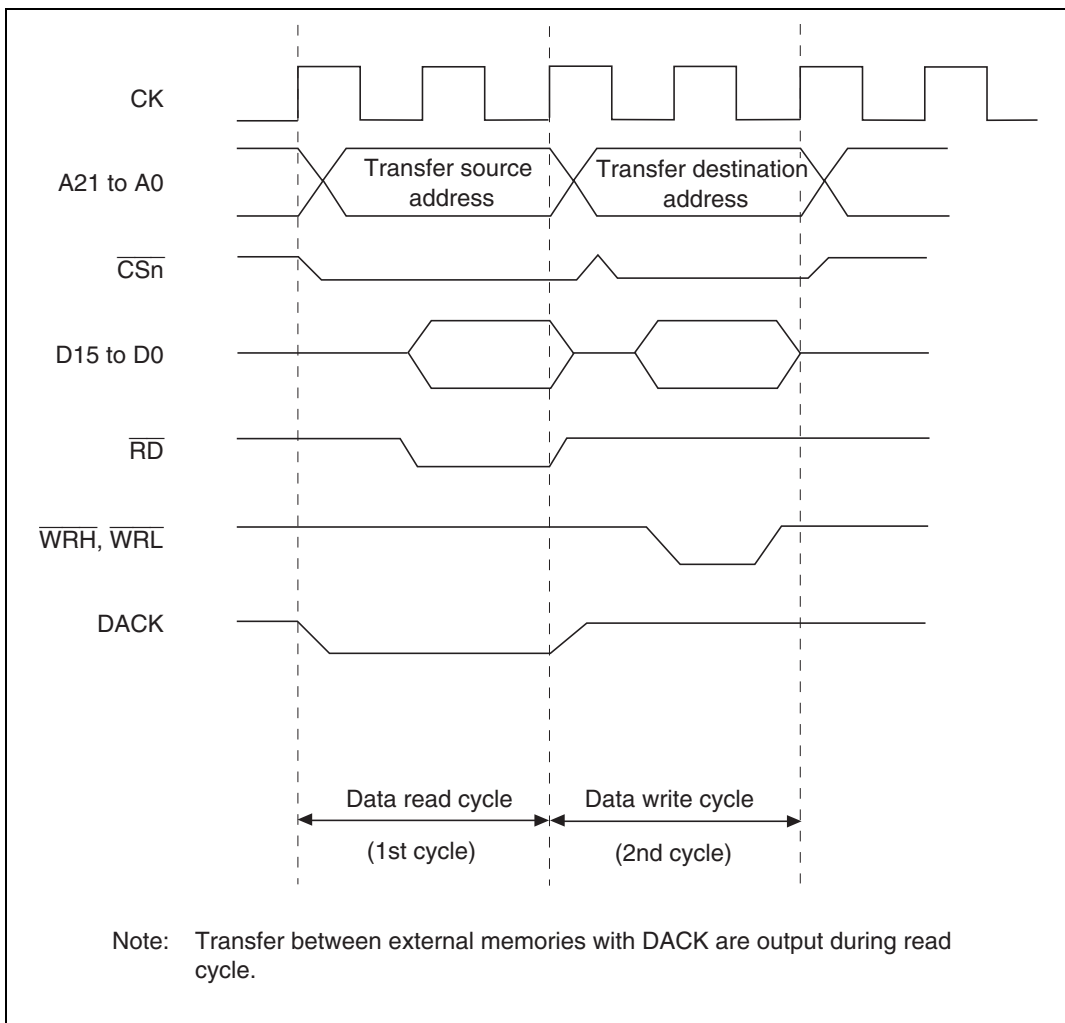 CK
A21 to A0
Transfer source
address
Transfer destination
address
CSn
D15 to D0
RD
WRH, WRL
DACK
Data read cycle
(1st cycle)
Data write cycle
(2nd cycle)
Note: Transfer between external memories with DACK are output during read
cycle.